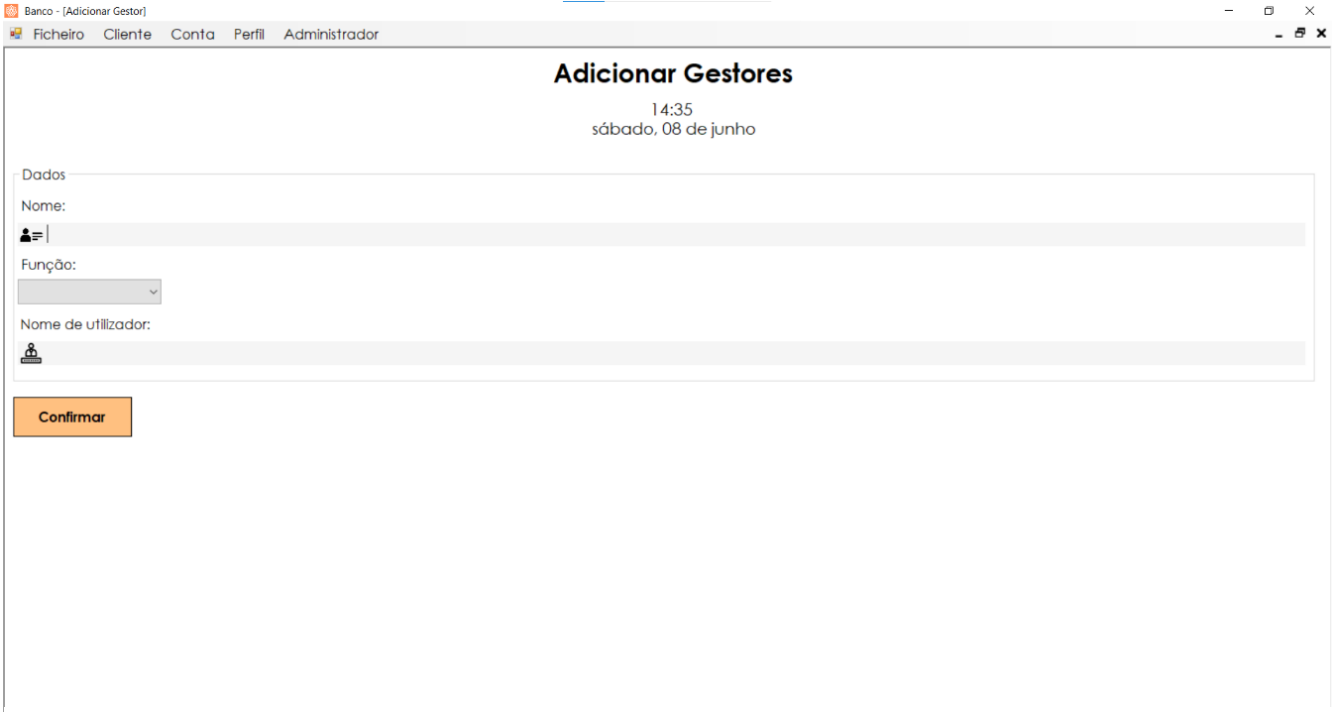 Banco - [Adicionar Gestor]
Ficheiro Cliente Conta Perfil Administrador
Adicionar Gestores
14:35
sábado, 08 de junho
Dados
Nome:
Função:
Nome de utilizador:
Confirmar